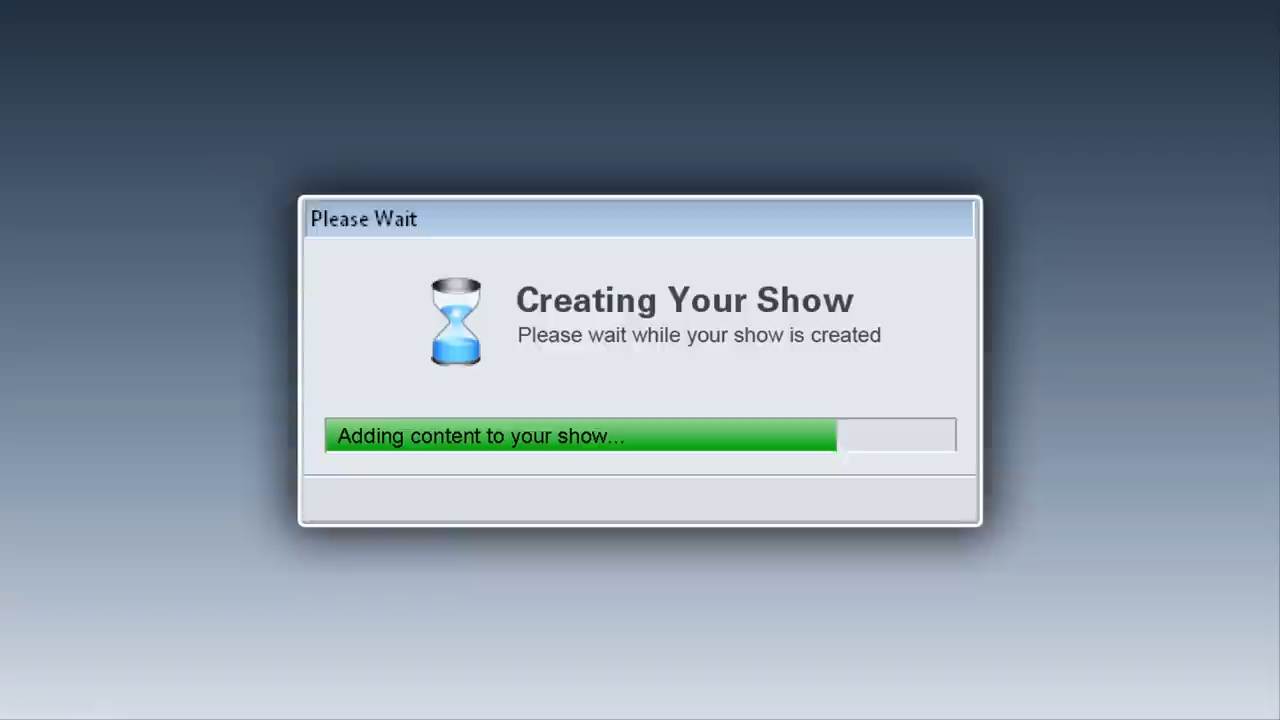 Please Wait
Creating Your Show
Please wait while your show is created
Adding content to your show...